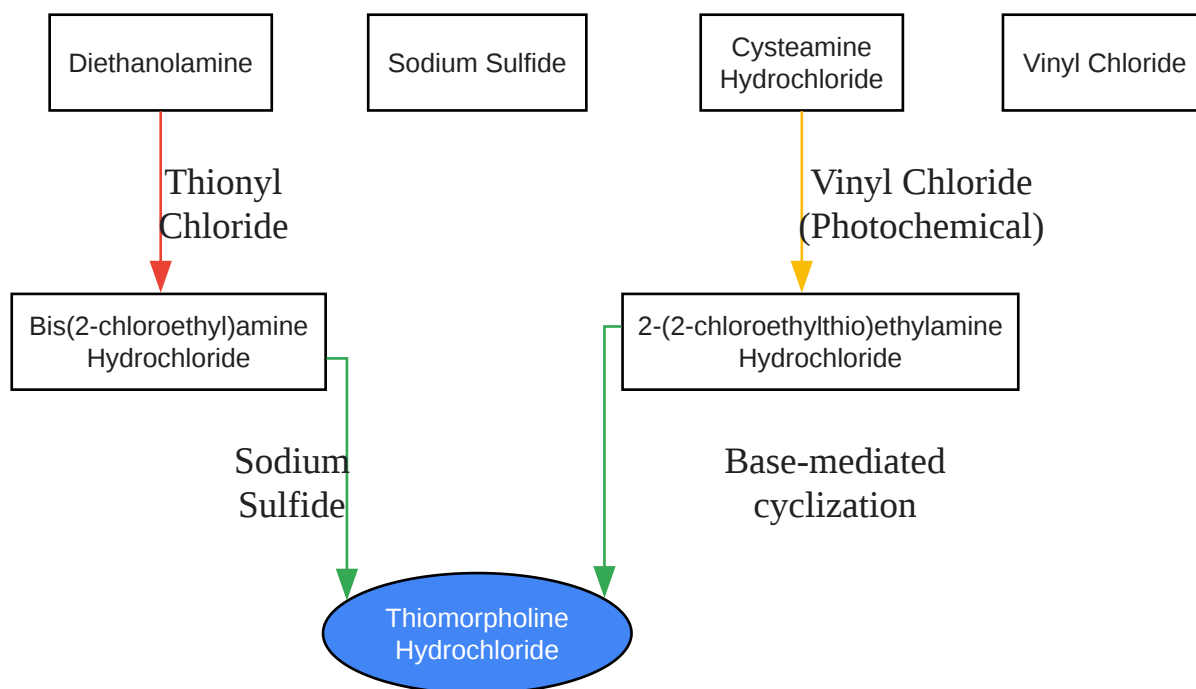 Diethanolamine
Sodium Sulfide
Cysteamine
Hydrochloride
Vinyl Chloride
Thionyl
Chloride
Vinyl Chloride
(Photochemical)
Bis(2-chloroethyl)amine
Hydrochloride
2-(2-chloroethylthio)ethylamine
Hydrochloride
Sodium
Sulfide
Base-mediated
cyclization
Thiomorpholine
Hydrochloride